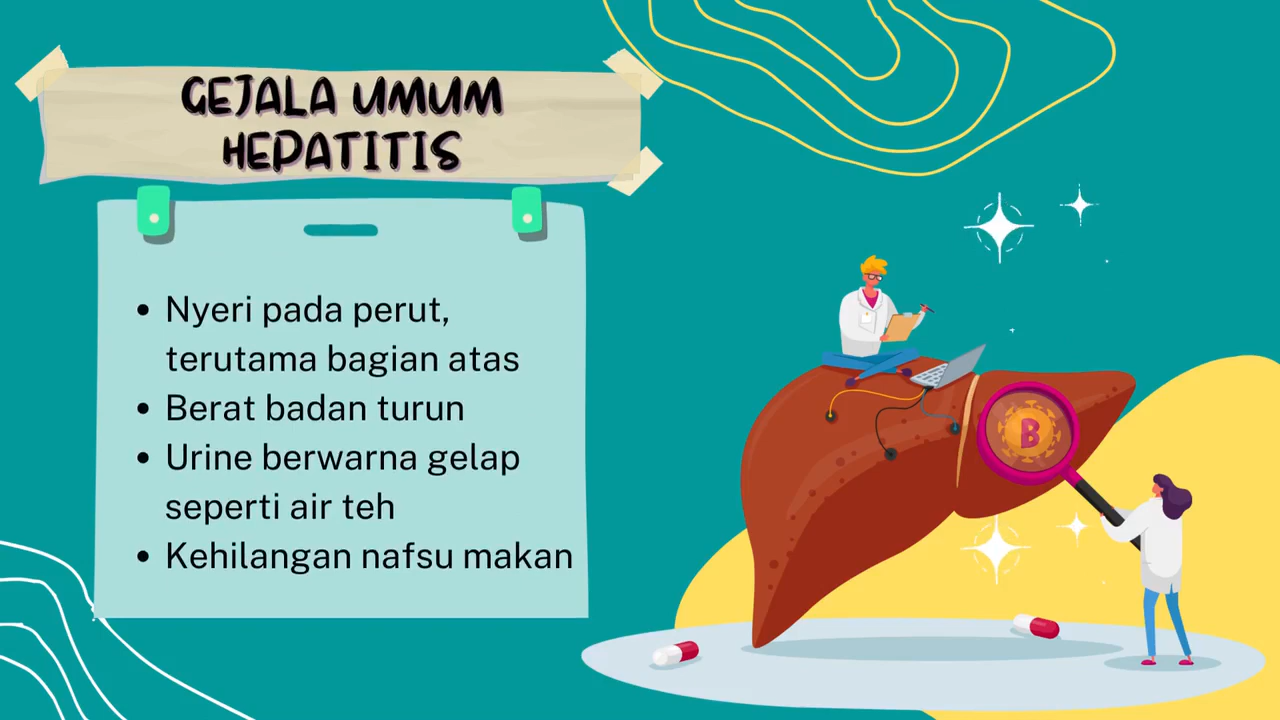 GEJALA UMUM
HEPATITIS
• Nyeri pada perut,
terutama bagian atas
• Berat badan turun
• Urine berwarna gelap
seperti air teh
• Kehilangan nafsu makan
B